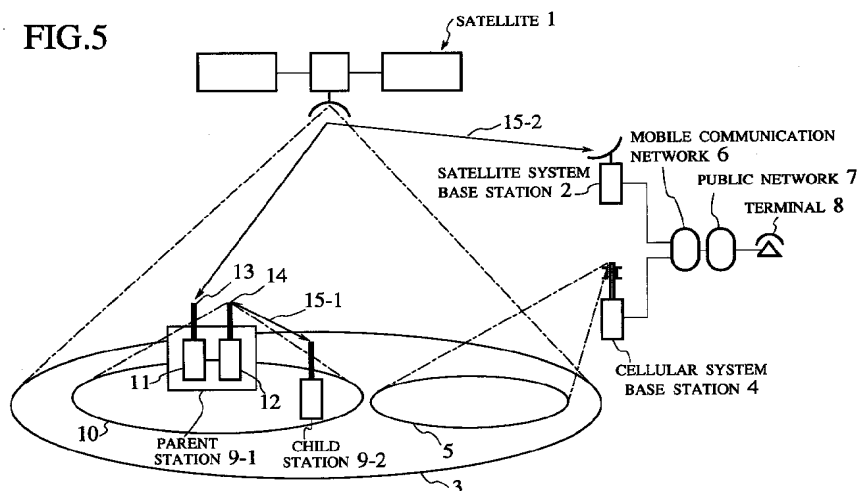 FIG.5
SATELLITE 1
15-2
MOBILE COMMUNICATION
NETWORK 6
PUBLIC NETWORK 7
TERMINAL 8
SATELLITE SYSTEM
BASE STATION 2
13
14
15-1
11
12
10
PARENT
STATION 9-1
CHILD
STATION 9-2
5
3
CELLULAR SYSTEM
BASE STATION 4